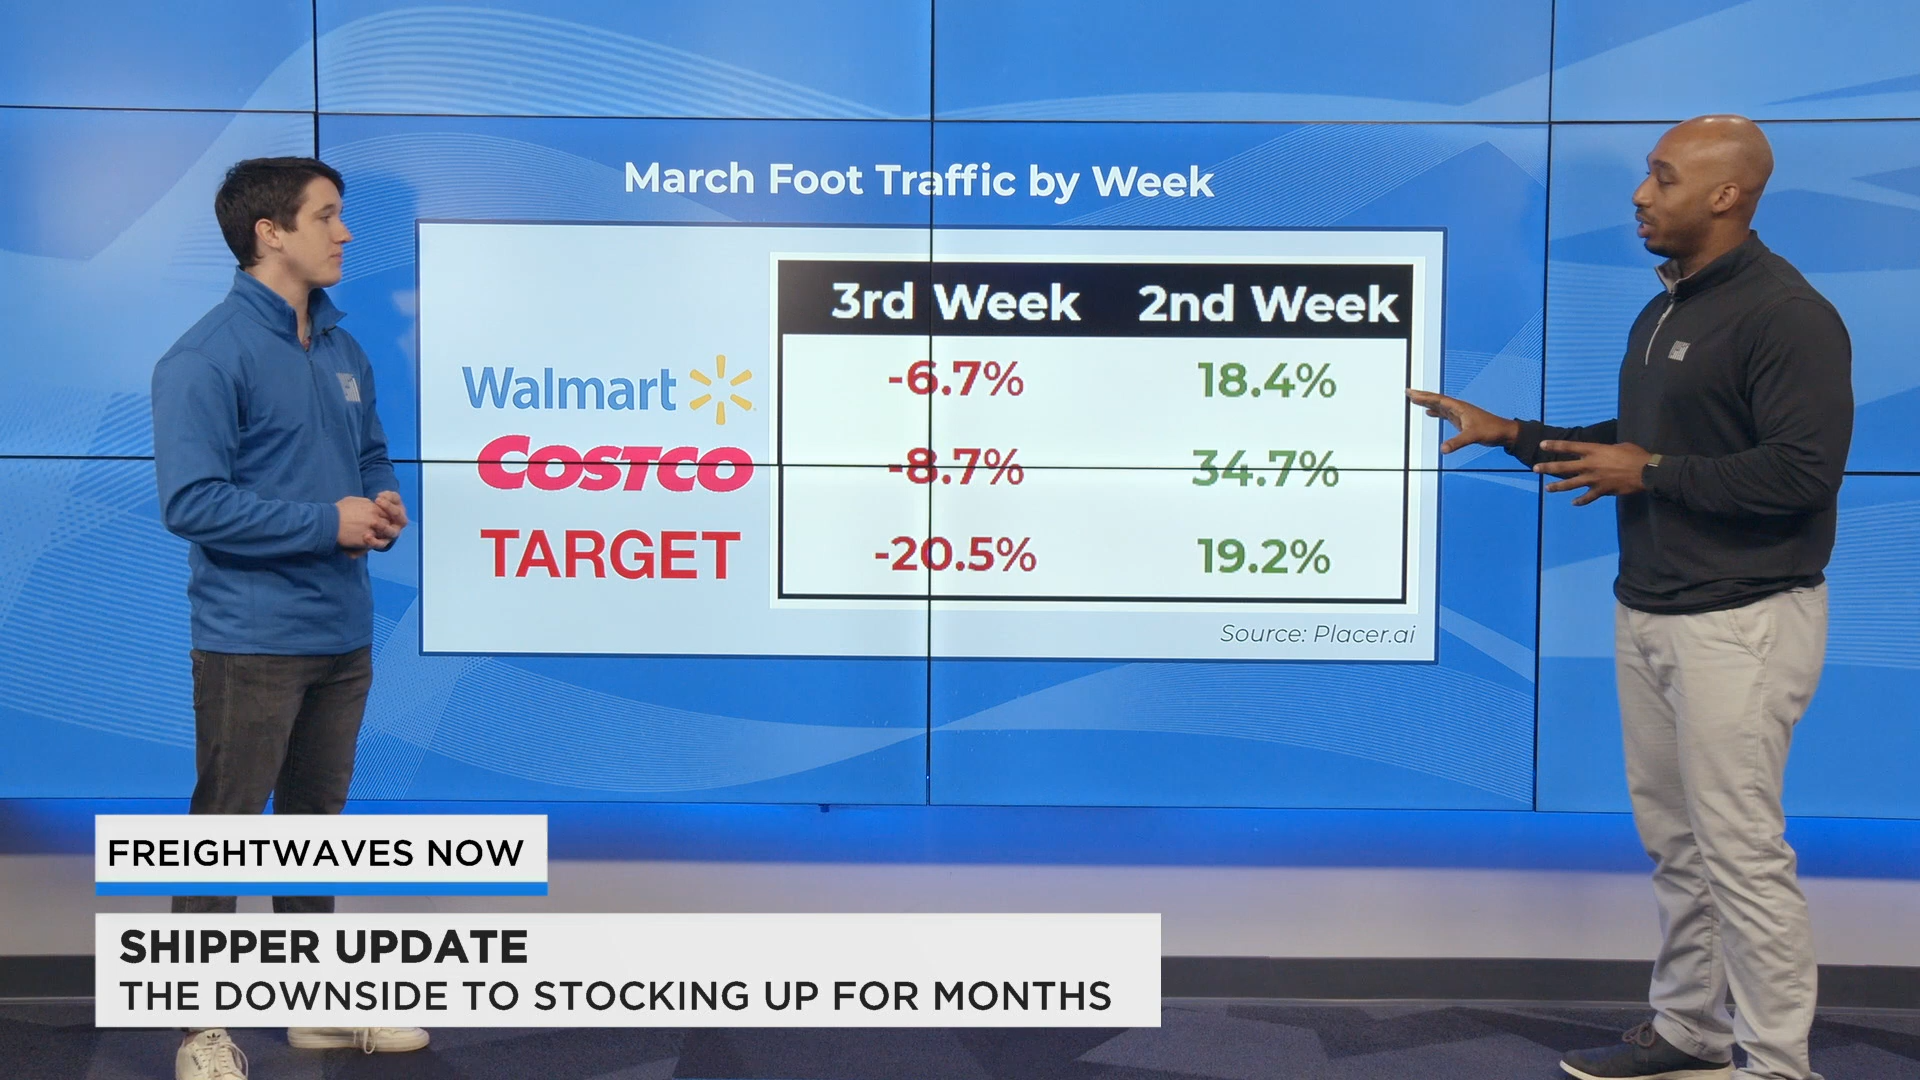 March Foot Traffic by Week
3rd Week 2nd Week
Walmart -6.7% 18.4%
COSTCO -8.7% 34.7%
TARGET -20.5% 19.2%
Source: Placer.ai
FREIGHTWAVES NOW
SHIPPER UPDATE
THE DOWNSIDE TO STOCKING UP FOR MONTHS